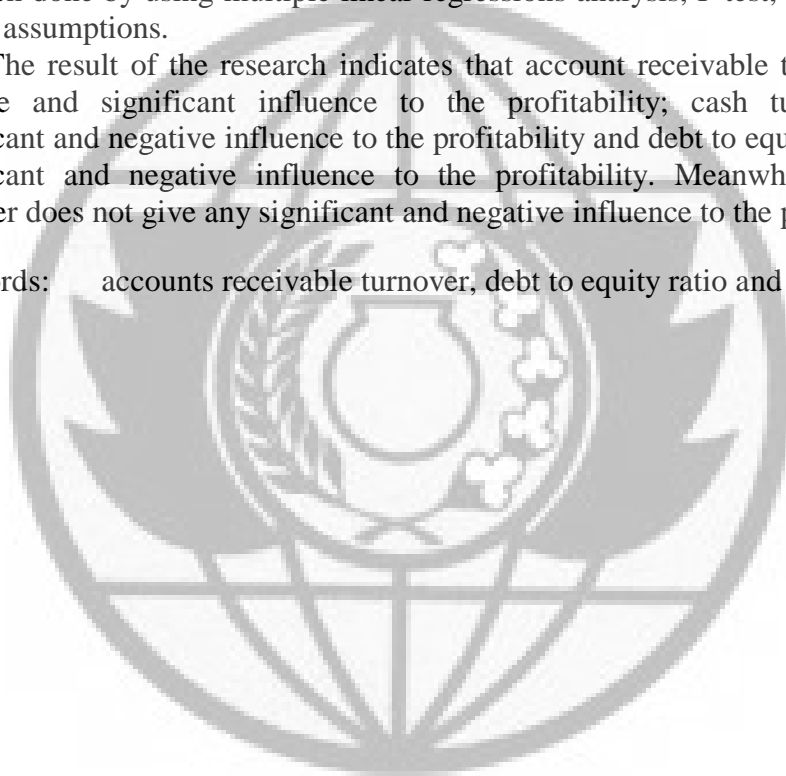 n done by using multiple linear regressions analysis, F test,
assumptions.
The result of the research indicates that account receivable t
e and significant influence to the profitability; cash tu
cant and negative influence to the profitability and debt to equ
cant and negative influence to the profitability. Meanwh
er does not give any significant and negative influence to the p
rds: accounts receivable turnover, debt to equity ratio and